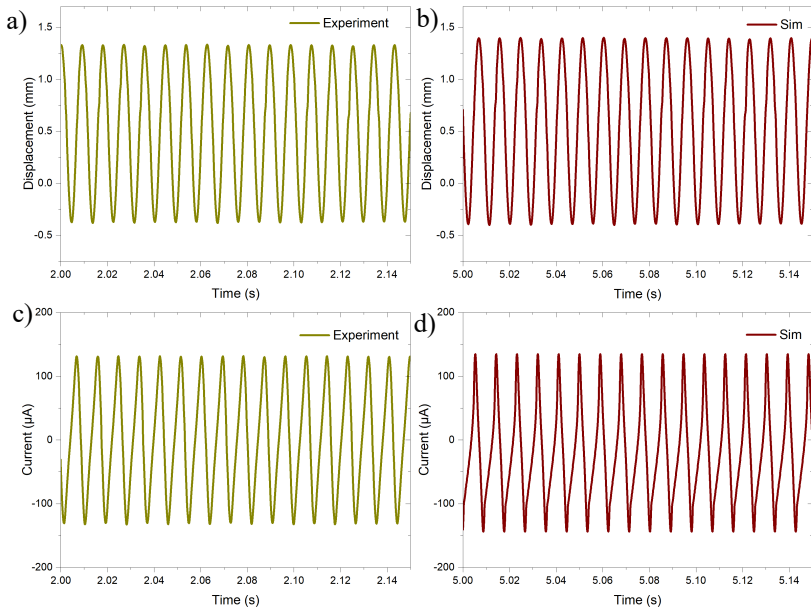 a)
Experiment
1.5
1.0
0.5
0.0
-0.5
Displacement (mm)
2.00 2.02 2.04 2.06 2.08 2.10 2.12 2.14
Time (s)
b)
Sim
1.5
1.0
0.5
0.0
-0.5
Displacement (mm)
5.00 5.02 5.04 5.06 5.08 5.10 5.12 5.14
Time (s)
c)
Experiment
200
100
0
-100
-200
Current (μA)
2.00 2.02 2.04 2.06 2.08 2.10 2.12 2.14
Time (s)
d)
Sim
200
100
0
-100
-200
Current (μA)
5.00 5.02 5.04 5.06 5.08 5.10 5.12 5.14
Time (s)